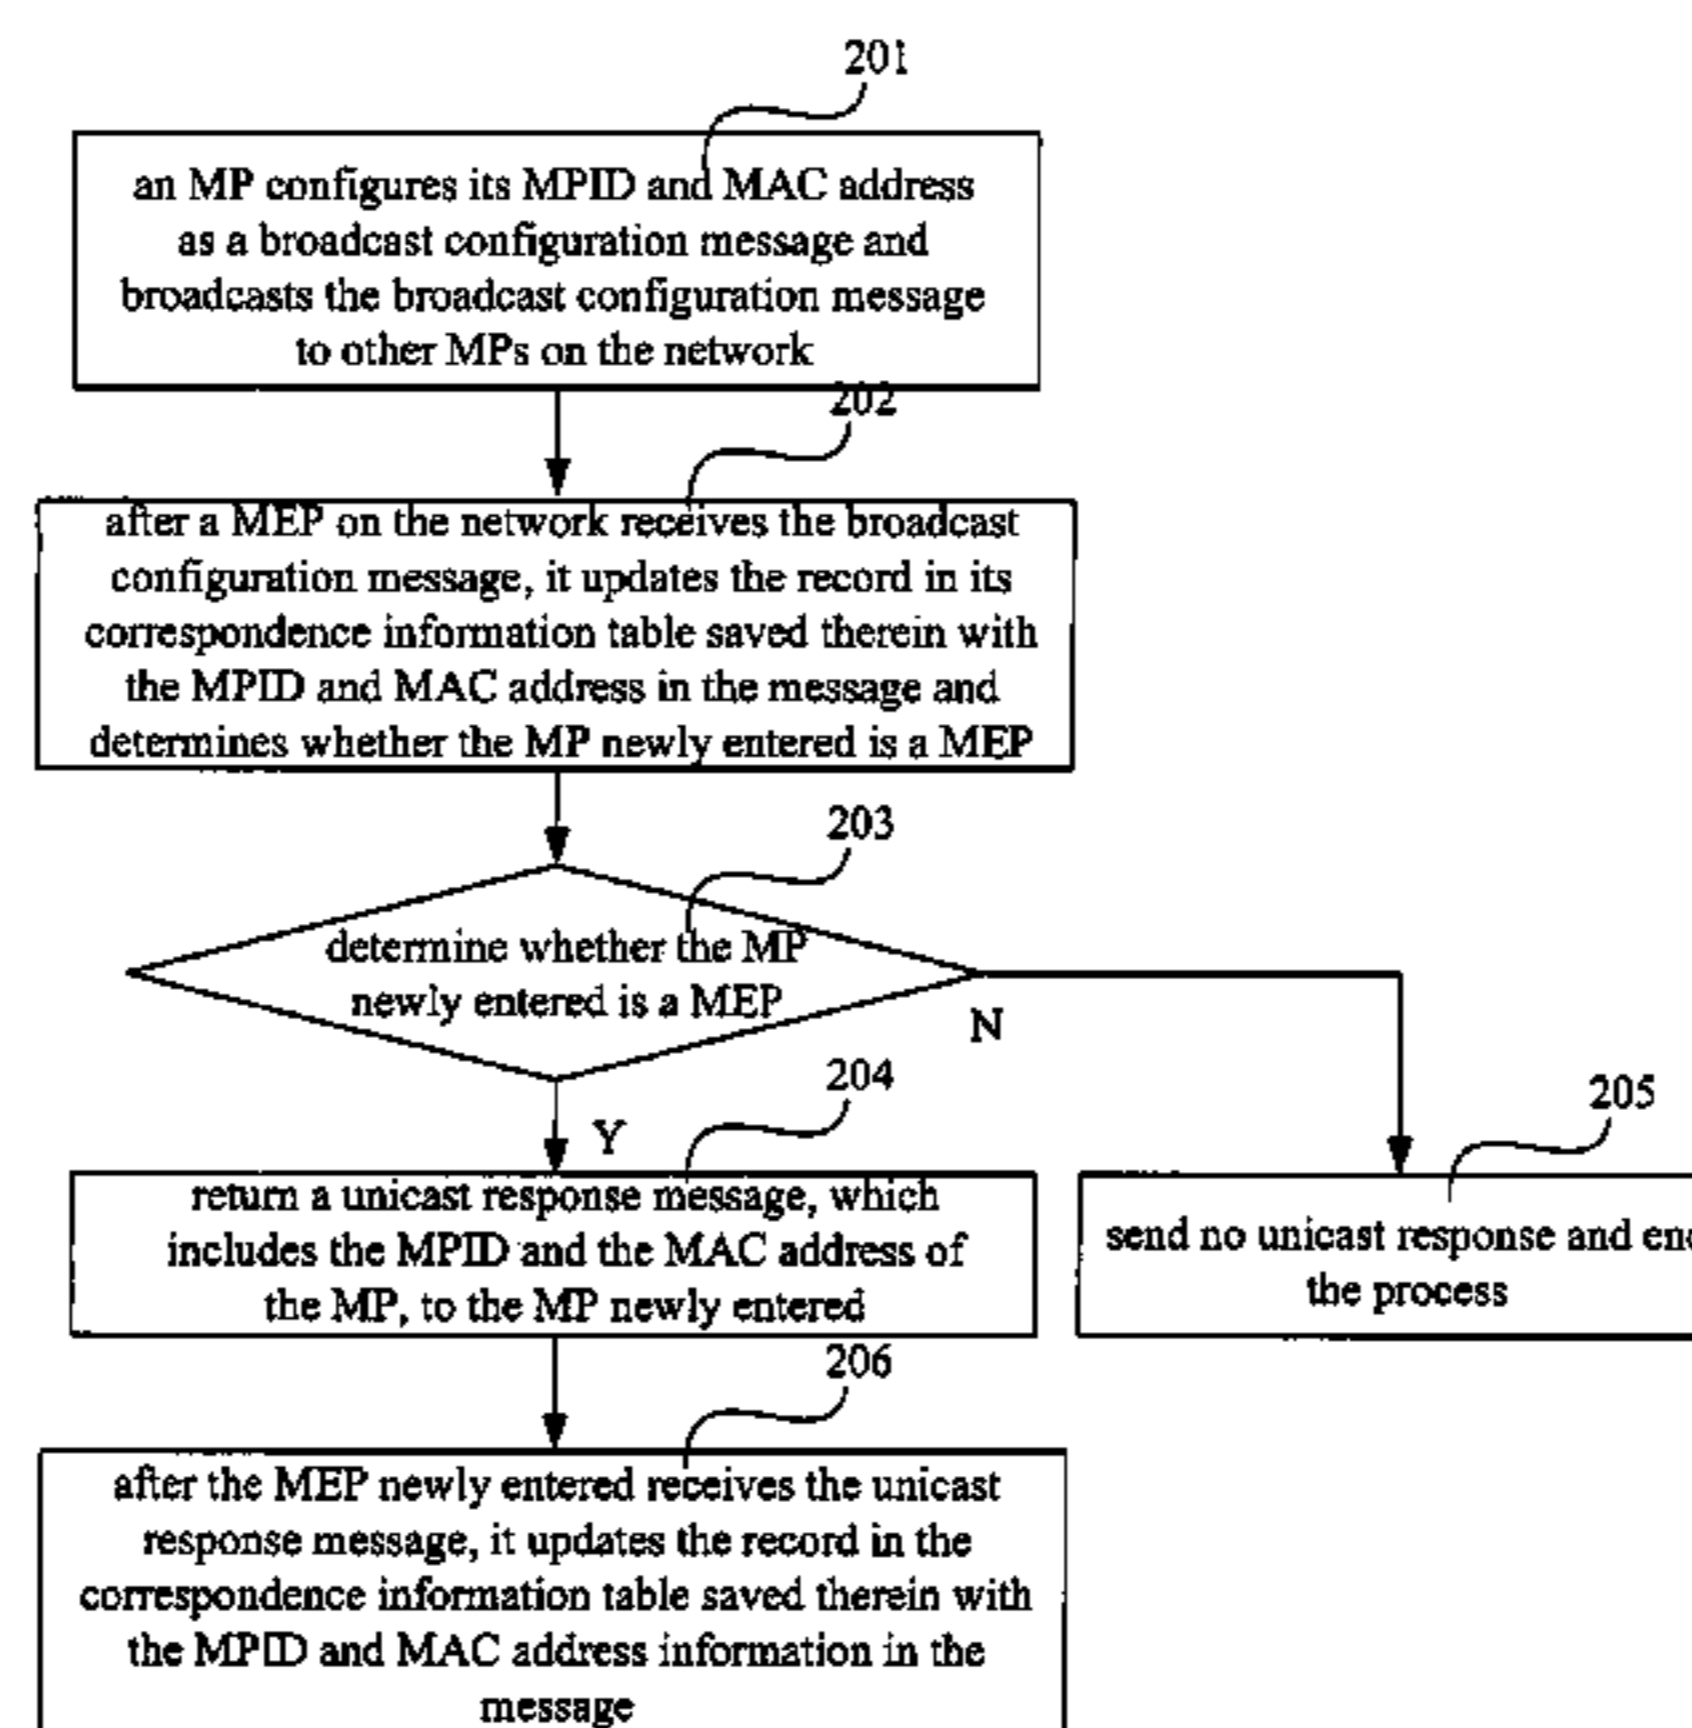 201
an MP configures its MPID and MAC address
as a broadcast configuration message and
broadcasts the broadcast configuration message
to other MPs on the network
202
after a MEP on the network receives the broadcast
configuration message, it updates the record in its
correspondence information table saved therein with
the MPID and MAC address in the message and
determines whether the MP newly entered is a MEP
203
determine whether the MP
newly entered is a MEP
N
Y
204
return a unicast response message, which
includes the MPID and the MAC address of
the MP, to the MP newly entered
205
send no unicast response and
the process
206
after the MEP newly entered receives the unicast
response message, it updates the record in the
correspondence information table saved therein with
the MPID and MAC address information in the
message